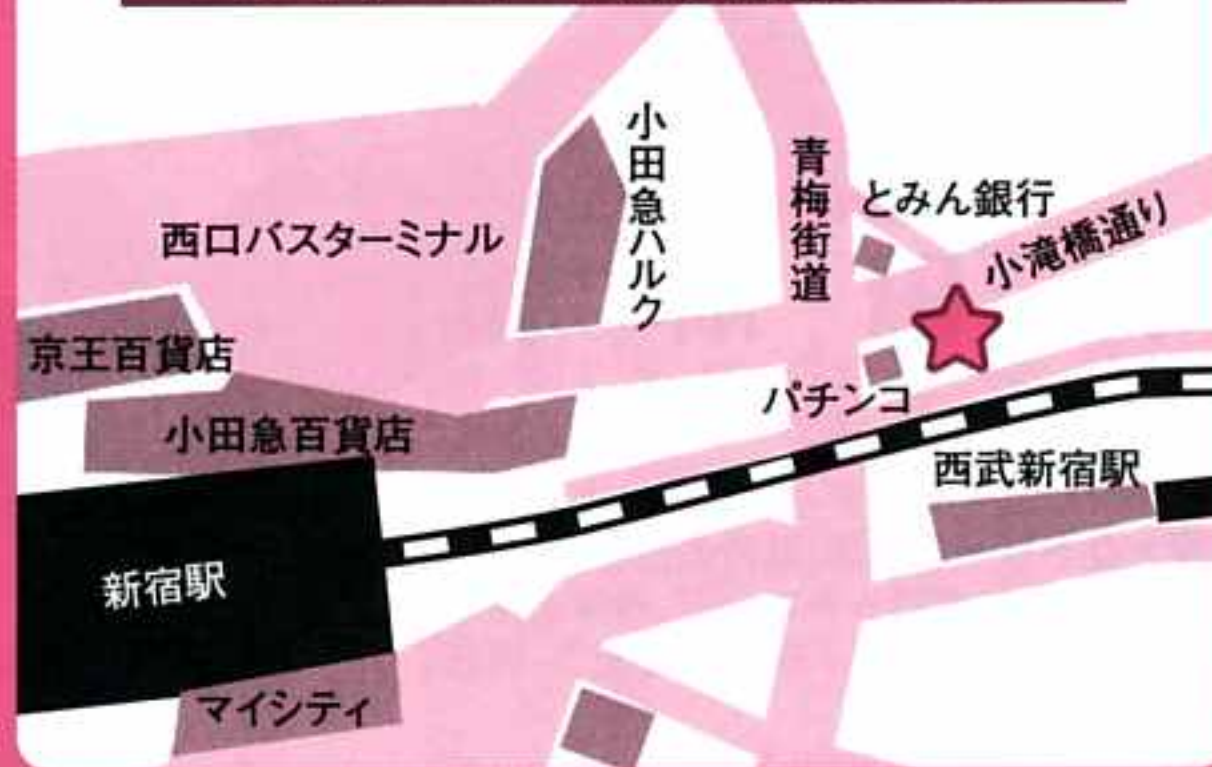 小田急ハルク
青梅街道
とみん銀行
小滝橋通り
西口バスターミナル
京王百貨店
小田急百貨店
パチンコ
西武新宿駅
新宿駅
マイシティ